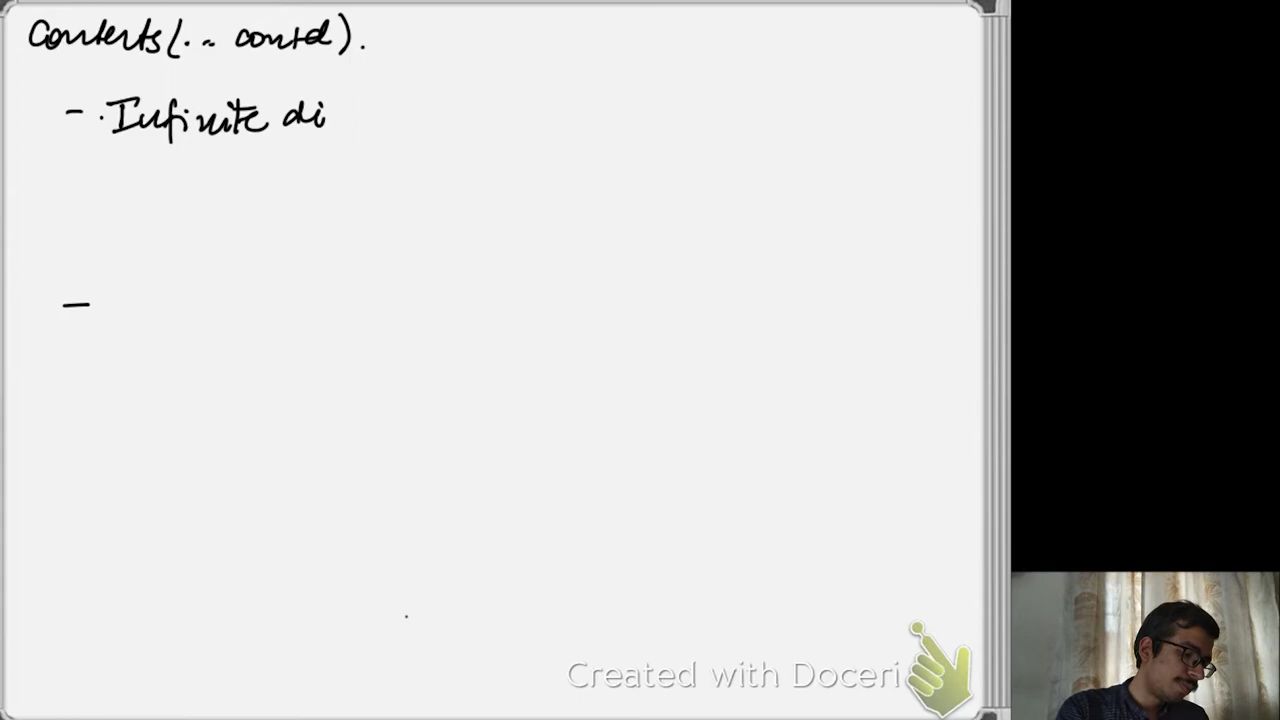 Contents (... contd).
- Infinite di
-
Created with Doceri